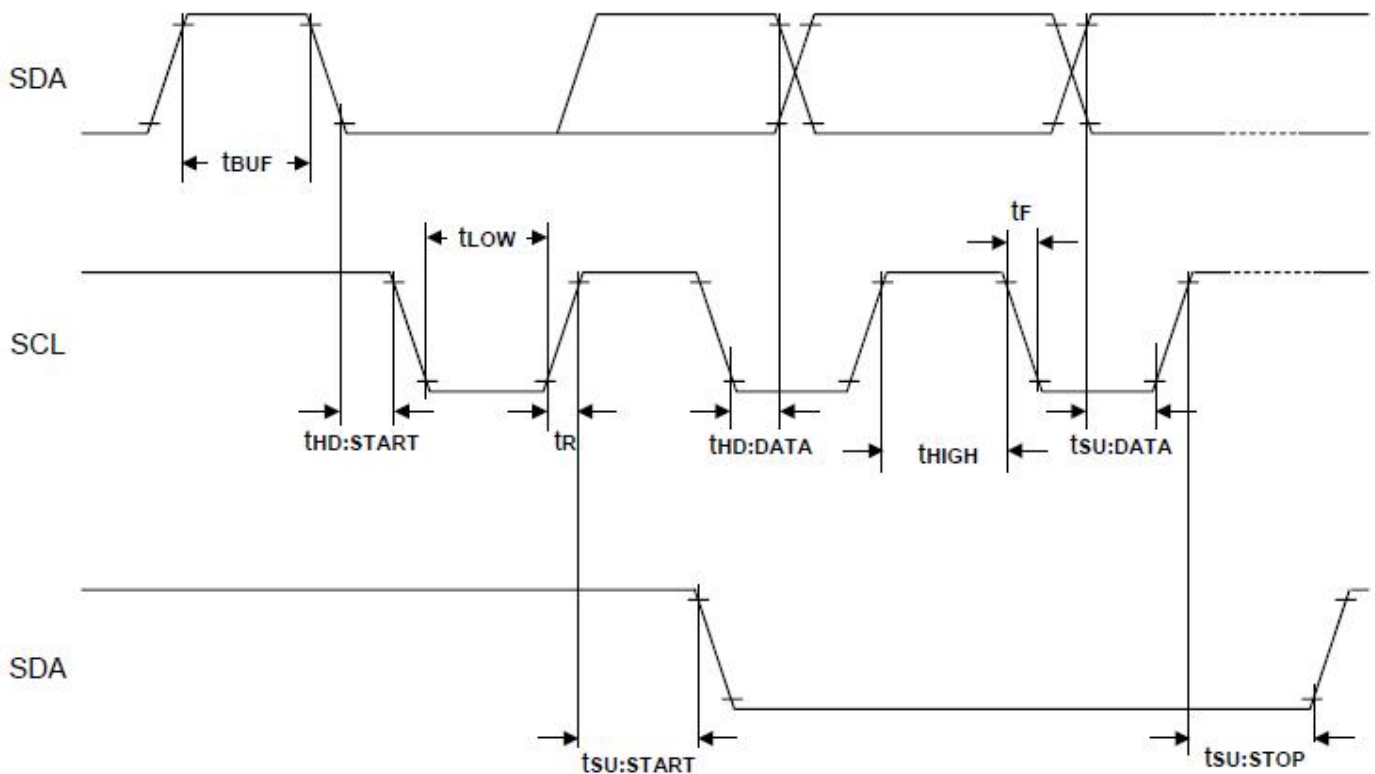 SDA
tBUF
tF
tLOW
SCL
tHD:START
tR
tHD:DATA
tHIGH
tSU:DATA
SDA
tSU:START
tSU:STOP